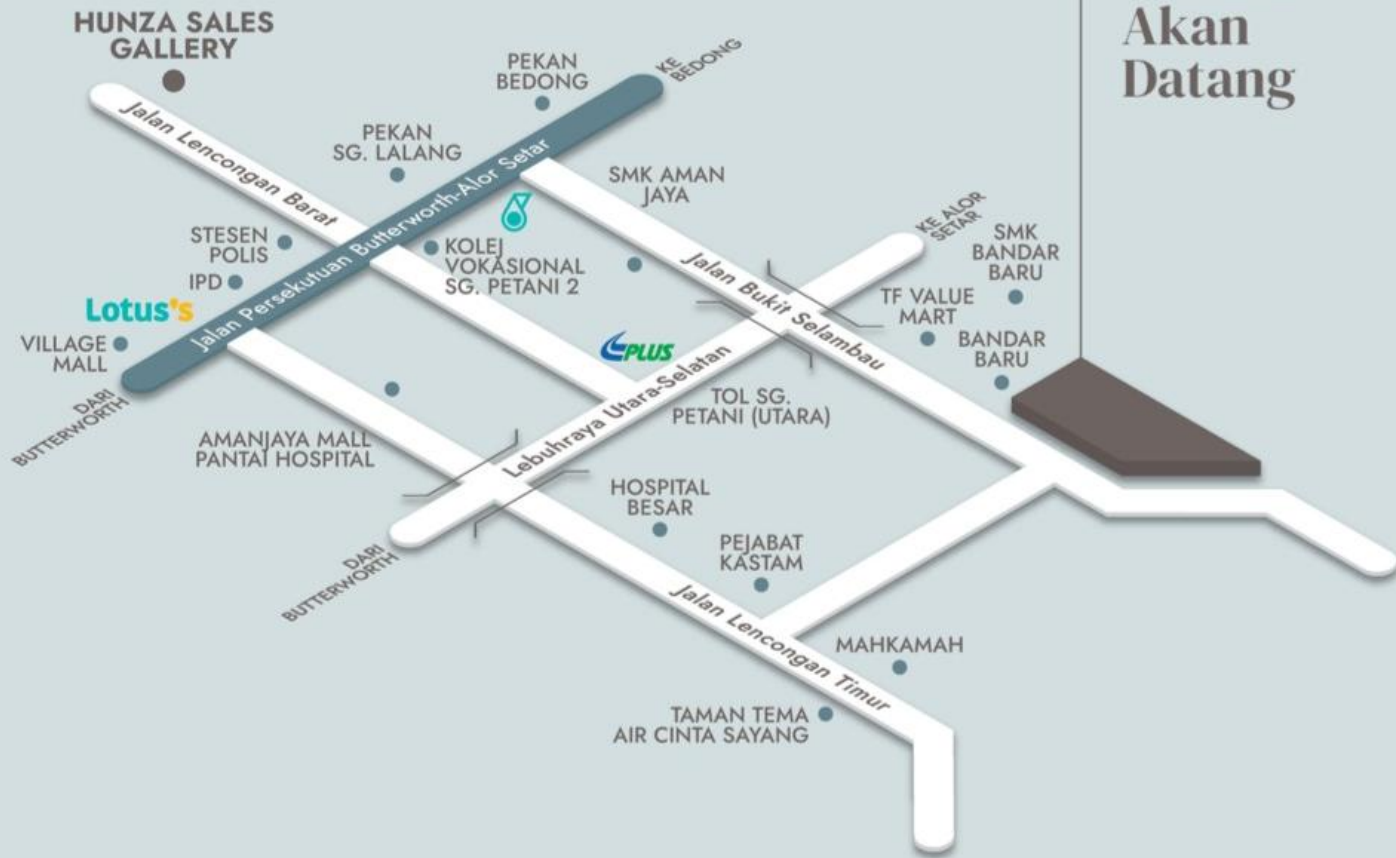 HUNZA SALES
GALLERY
Akan
Datang
PEKAN
BEDONG
KE
BEDONG
Jalan Lencongan Barat
PEKAN
SG. LALANG
Jalan Persekutuan Butterworth-Alor Setar
SMK AMAN
JAYA
STESEN
POLIS
IPD
KOLEJ
VOKASIONAL
SG. PETANI 2
KE ALOR
SETAR
SMK
BANDAR
BARU
Jalan Bukit Selambau
TF VALUE
MART
Lotus's
VILLAGE
MALL
PLUS
BANDAR
BARU
DARI
BUTTERWORTH
TOL SG.
PETANI (UTARA)
Lebuhraya Utara-Selatan
AMANJAYA MALL
PANTAI HOSPITAL
HOSPITAL
BESAR
DARI
BUTTERWORTH
PEJABAT
KASTAM
Jalan Lencongan Timur
MAHKAMAH
TAMAN TEMA
AIR CINTA SAYANG